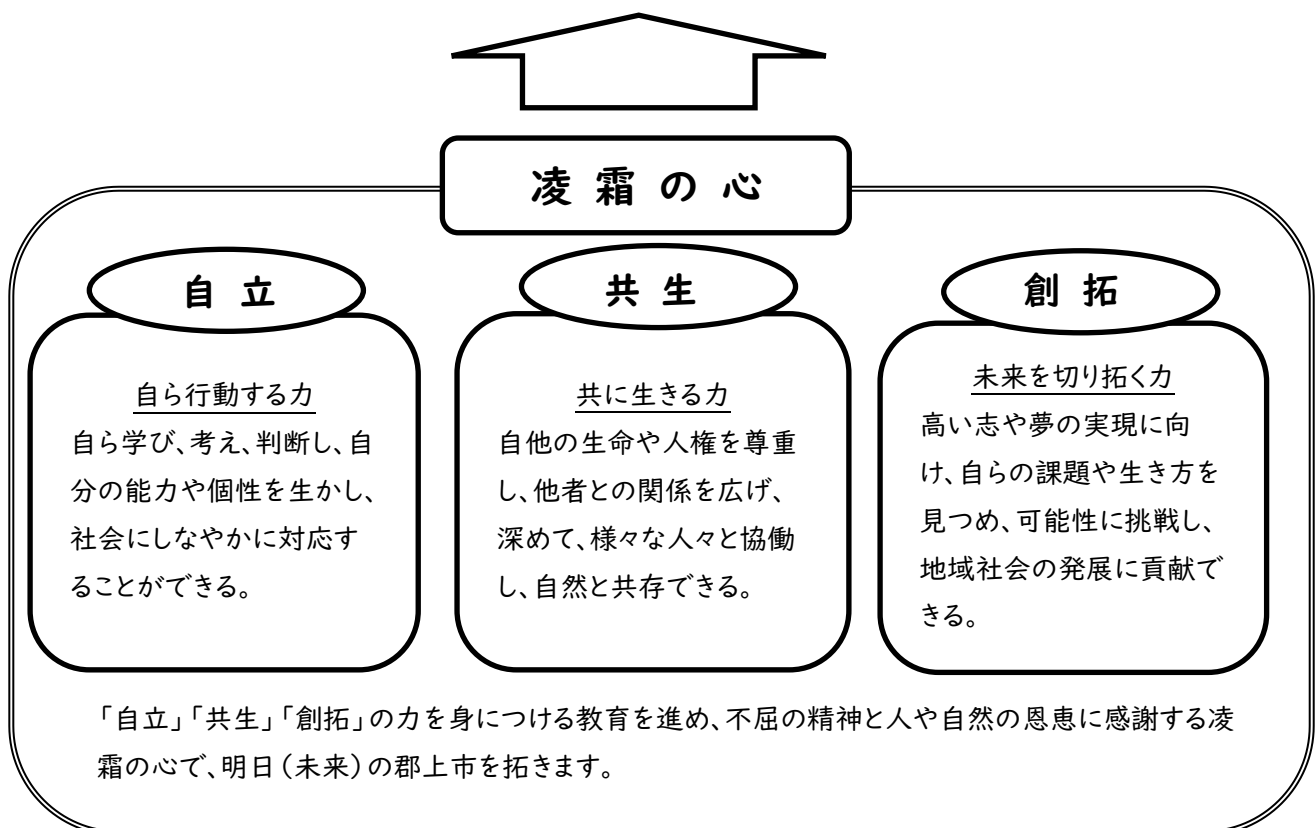 凌霜の心
自立
自ら行動する力
自ら学び、考え、判断し、自
分の能力や個性を生かし、
社会にしなやかに対応す
ることができる。
共生
共に生きる力
自他の生命や人権を尊重
し、他者との関係を広げ、
深めて、様々な人々と協働
し、自然と共存できる。
創拓
未来を切り拓く力
高い志や夢の実現に向
け、自らの課題や生き方を
見つめ、可能性に挑戦し、
地域社会の発展に貢献で
きる。
「自立」「共生」「創拓」の力を身につける教育を進め、不屈の精神と人や自然の恩恵に感謝する凌
霜の心で、明日（未来）の郡上市を拓きます。